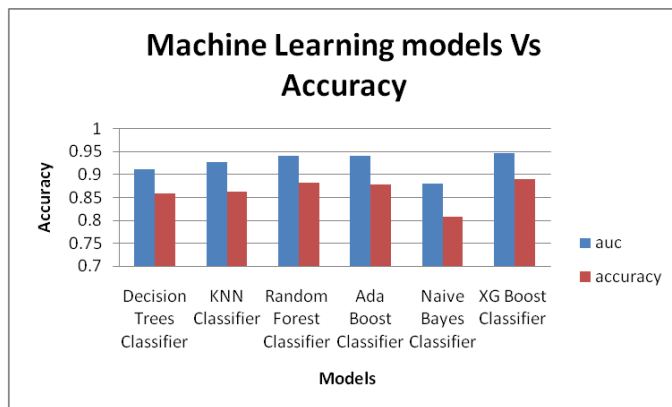 Machine Learning models Vs
Accuracy
1
0.95
0.9
0.85
0.8
0.75
0.7
Accuracy
Decision
Trees
Classifier
KNN
Classifier
Random
Forest
Classifier
Ada
Boost
Classifier
Naive
Bayes
Classifier
XG Boost
Classifier
Models
auc
accuracy